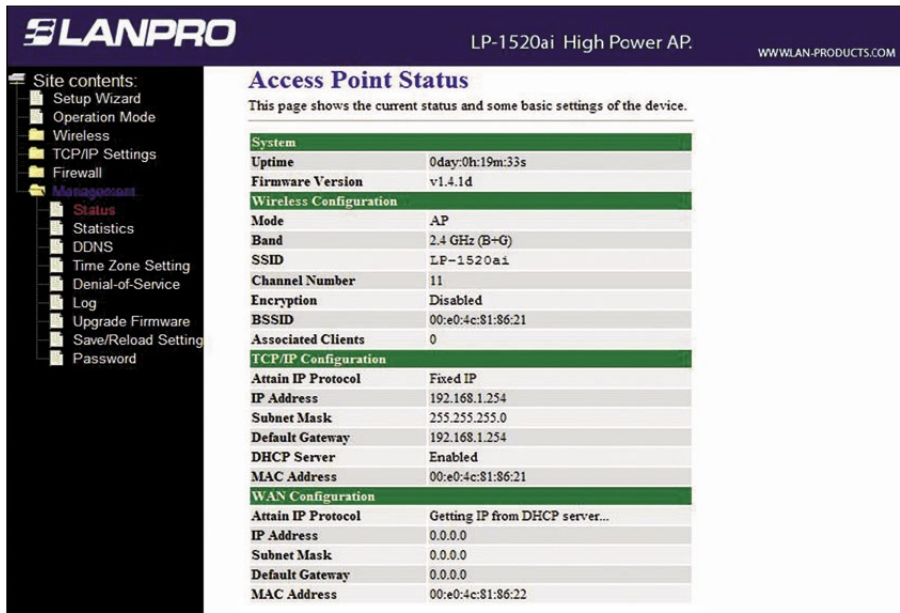 LANPRO
LP-1520ai High Power AP.
WWWLAN-PRODUCTS.COM
Site contents:
Setup Wizard
Operation Mode
Wireless
TCP/IP Settings
Firewall
Management
Status
Statistics
DDNS
Time Zone Setting
Denial-of-Service
Log
Upgrade Firmware
Save/Reload Setting
Password
Access Point Status
This page shows the current status and some basic settings of the device.
System
Uptime 0day:0h:19m:33s
Firmware Version v1.4.1d
Wireless Configuration
Mode AP
Band 2.4 GHz (B+G)
SSID LP-1520ai
Channel Number 11
Encryption Disabled
BSSID 00:e0:4c:81:86:21
Associated Clients 0
TCP/IP Configuration
Attain IP Protocol Fixed IP
IP Address 192.168.1.254
Subnet Mask 255.255.255.0
Default Gateway 192.168.1.254
DHCP Server Enabled
MAC Address 00:e0:4c:81:86:21
WAN Configuration
Attain IP Protocol Getting IP from DHCP server...
IP Address 0.0.0.0
Subnet Mask 0.0.0.0
Default Gateway 0.0.0.0
MAC Address 00:e0:4c:81:86:22